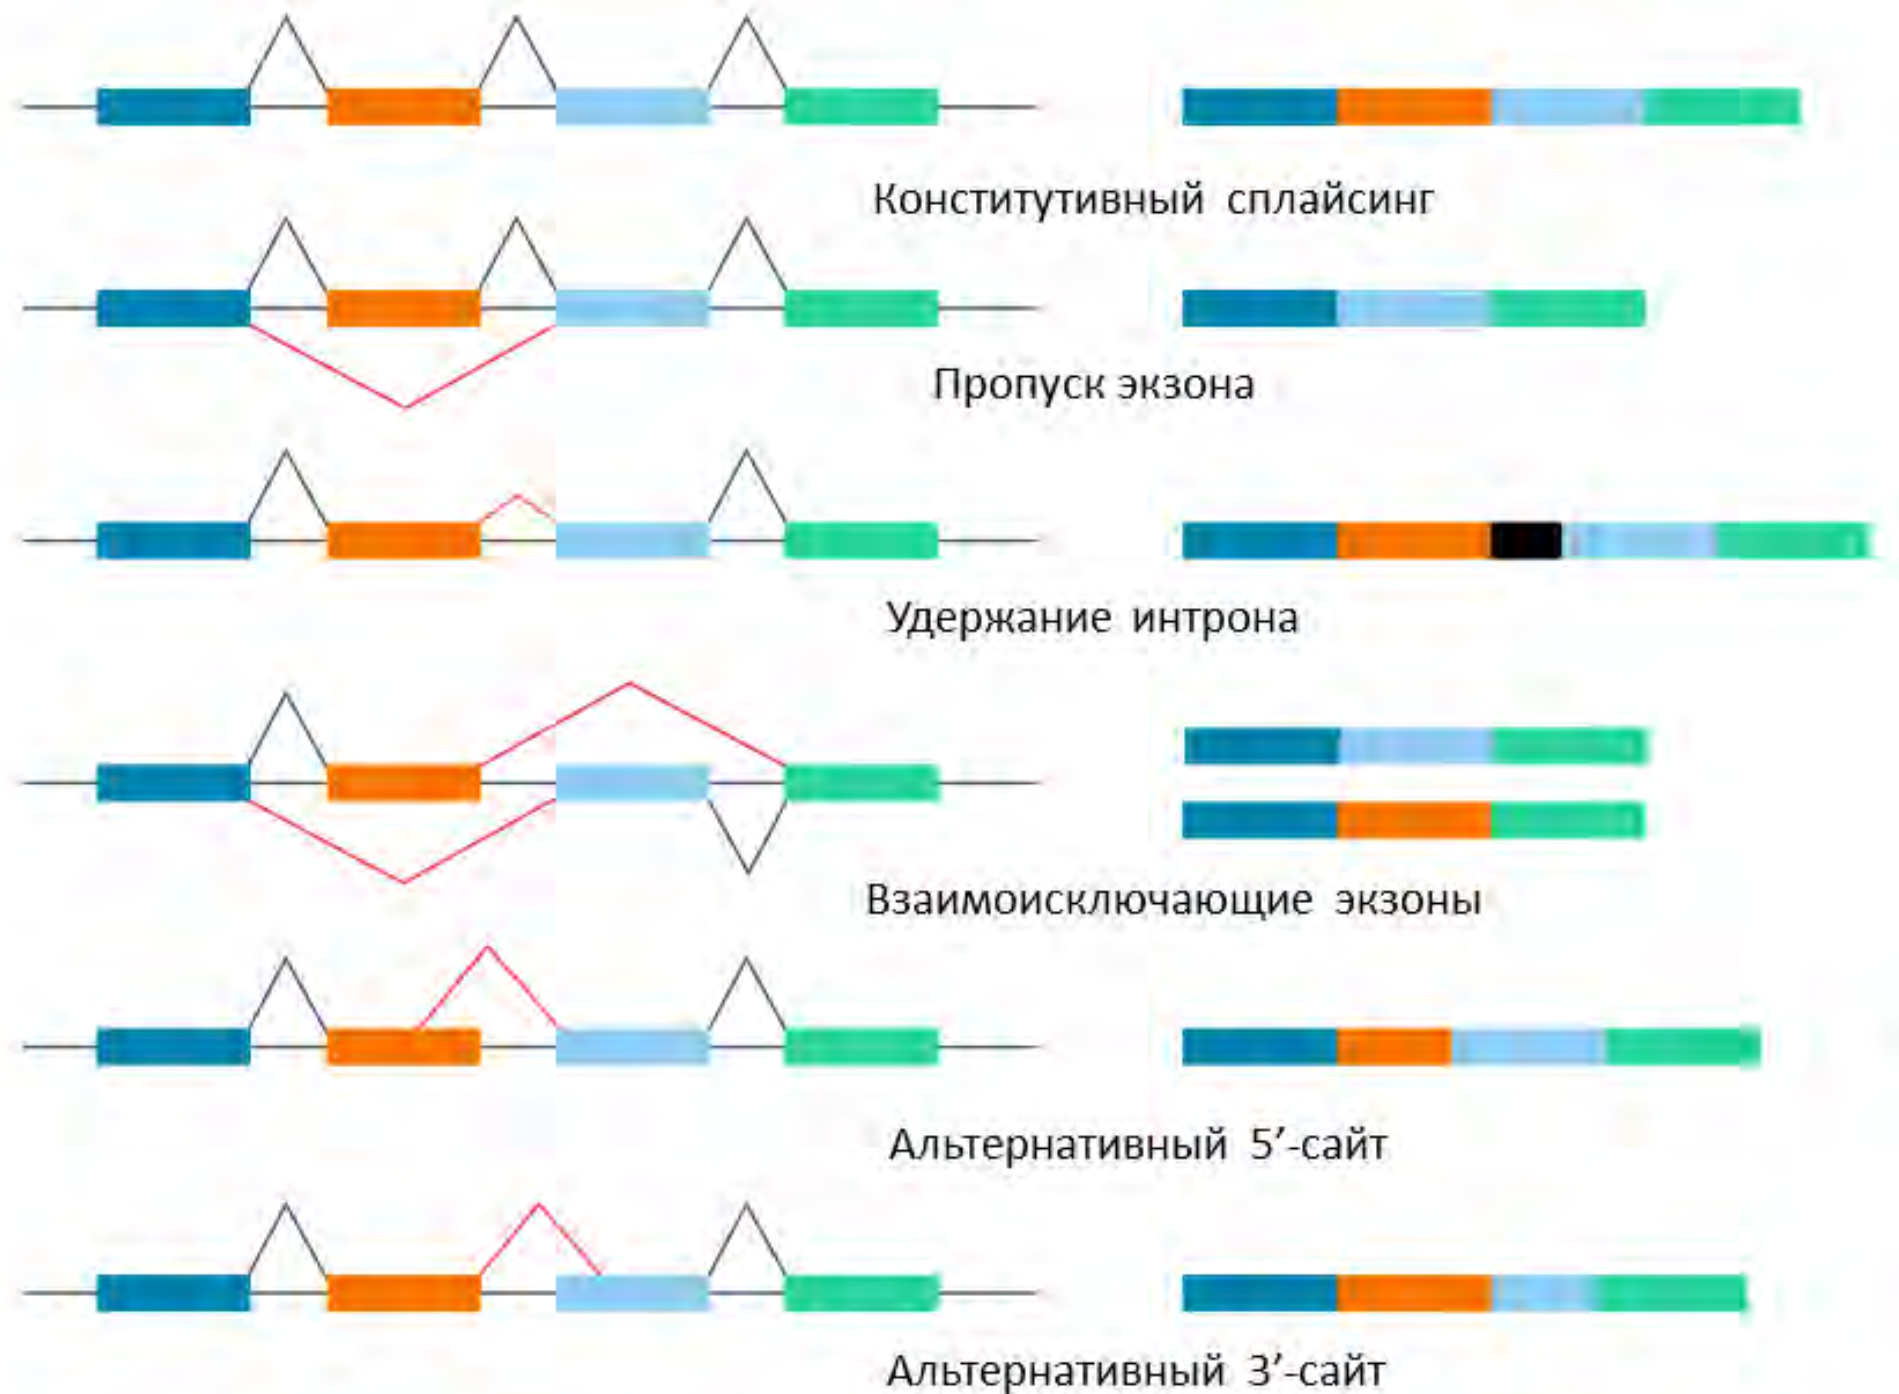 Конститутивный сплайсинг
Пропуск экзона
Удержание интрона
Взаимоисключающие экзоны
Альтернативный 5′-сайт
Альтернативный 3′-сайт